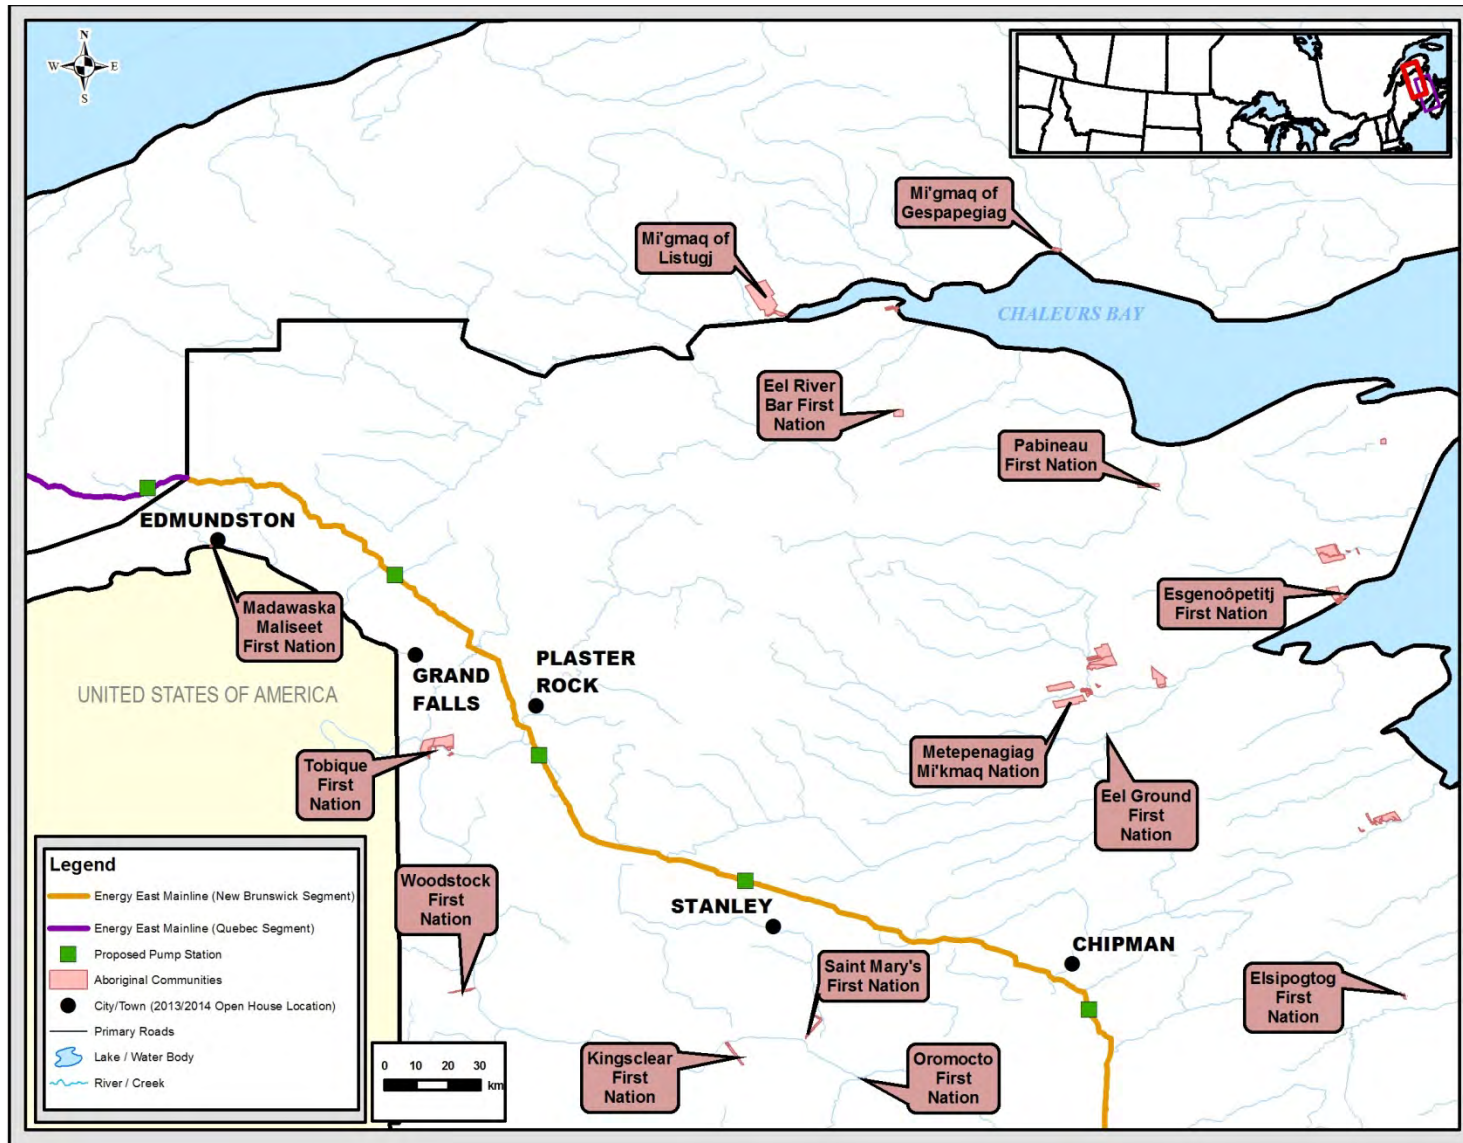 N
W E
S
Mi'gmaq of
Gespapegiag
Mi'gmaq of
Listugj
CHALEURS BAY
Eel River
Bar First
Nation
Pabineau
First Nation
EDMUNDSTON
Esgenoôpetitj
First Nation
Madawaska
Maliseet
First Nation
PLASTER
ROCK
GRAND
FALLS
UNITED STATES OF AMERICA
Metepenagiag
Mi'kmaq Nation
Tobique
First
Nation
Eel Ground
First
Nation
Woodstock
First
Nation
STANLEY
CHIPMAN
Saint Mary's
First Nation
Elsipogtog
First
Nation
Kingsclear
First
Nation
Oromocto
First
Nation
Legend
Energy East Mainline (New Brunswick Segment)
Energy East Mainline (Quebec Segment)
Proposed Pump Station
Aboriginal Communities
City/Town (2013/2014 Open House Location)
Primary Roads
Lake / Water Body
River / Creek
0 10 20 30
km